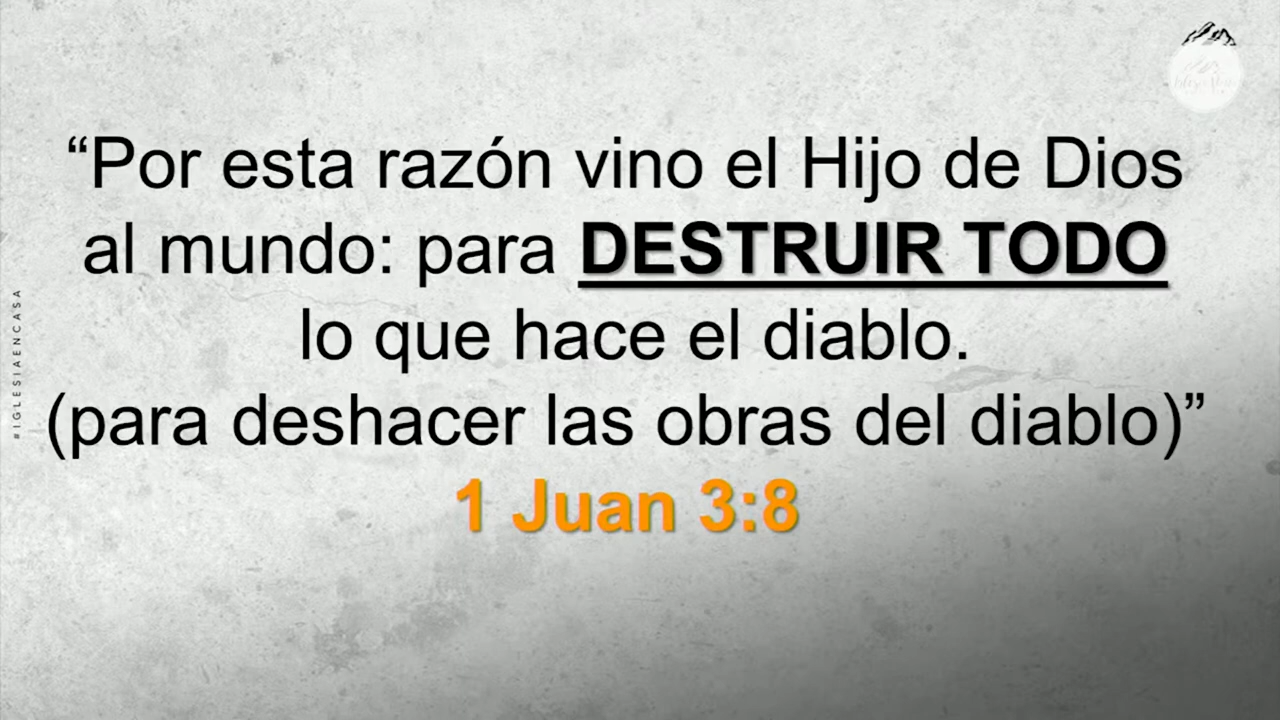 “Por esta razón vino el Hijo de Dios
al mundo: para DESTRUIR TODO
lo que hace el diablo.
(para deshacer las obras del diablo)”
1 Juan 3:8
#IGLESIAENCASA